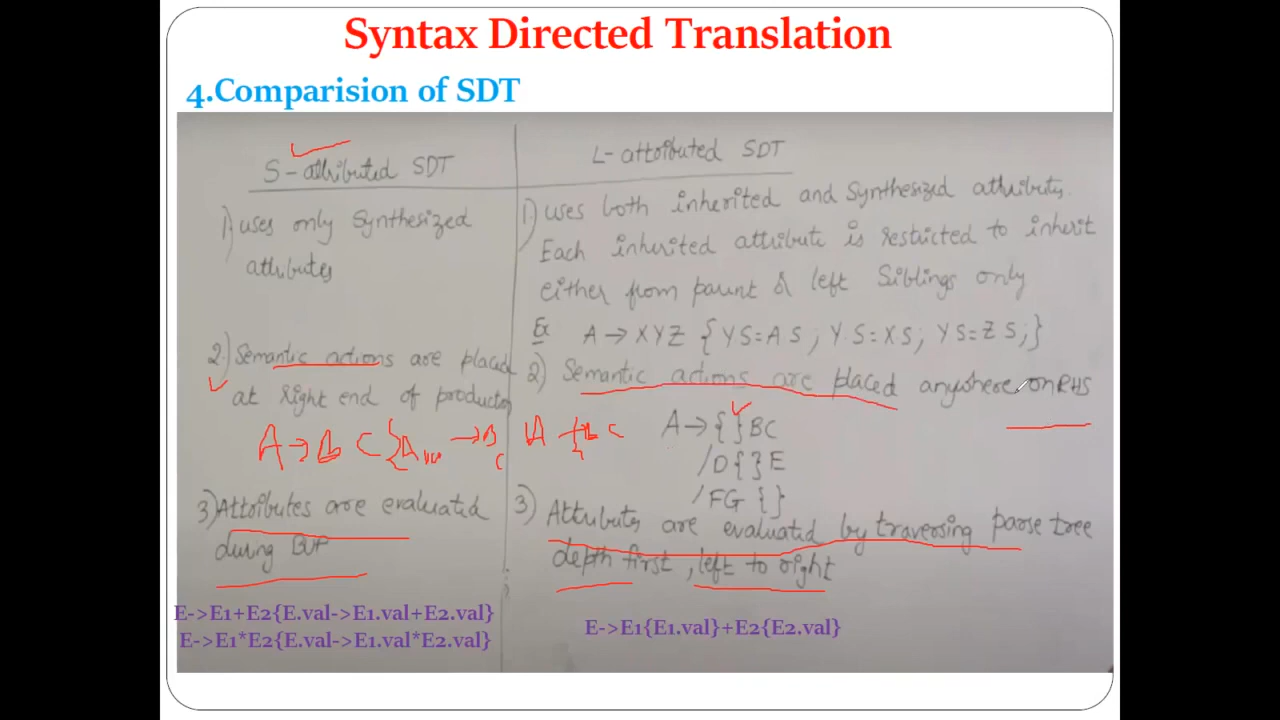 Syntax Directed Translation
4.Comparision of SDT
S-attributed SDT
1) uses only Synthesized
attributes
2) Semantic actions are placed
at right end of production
A → B C {
3) Attributes are evaluated
during BUP
E->E1+E2{E.val->E1.val+E2.val}
E->E1*E2{E.val->E1.val*E2.val}
L-attributed SDT
1) uses both inherited and Synthesized attributes.
Each inherited attribute is restricted to inherit
either from parent & left Siblings only
Ex A → XYZ { Y S = A.S ; Y.S = X S ; Y S = Z S ; }
2) Semantic actions are placed anywhere on RHS
A → { } BC
/ D { } E
/ FG { }
3) Attributes are evaluated by traversing parse tree
depth first, left to right
E->E1{E1.val}+E2{E2.val}